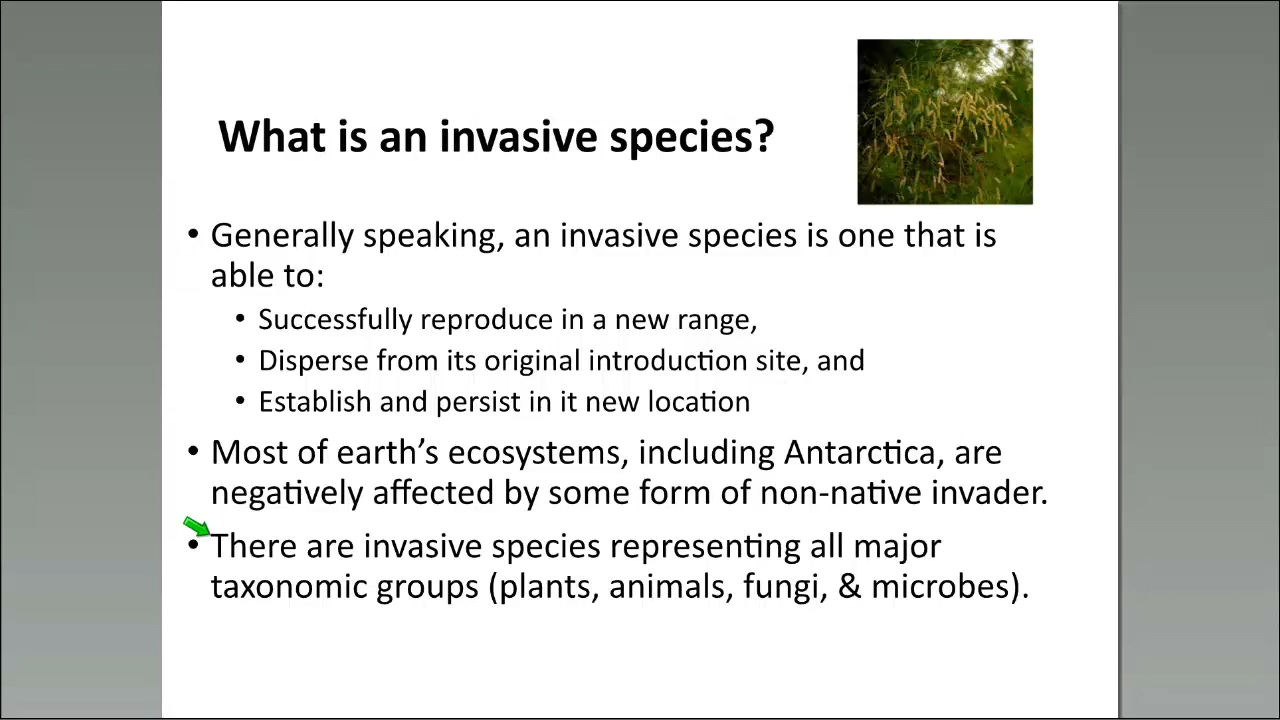 What is an invasive species?
• Generally speaking, an invasive species is one that is
able to:
• Successfully reproduce in a new range,
• Disperse from its original introduction site, and
• Establish and persist in it new location
• Most of earth’s ecosystems, including Antarctica, are
negatively affected by some form of non-native invader.
• There are invasive species representing all major
taxonomic groups (plants, animals, fungi, & microbes).